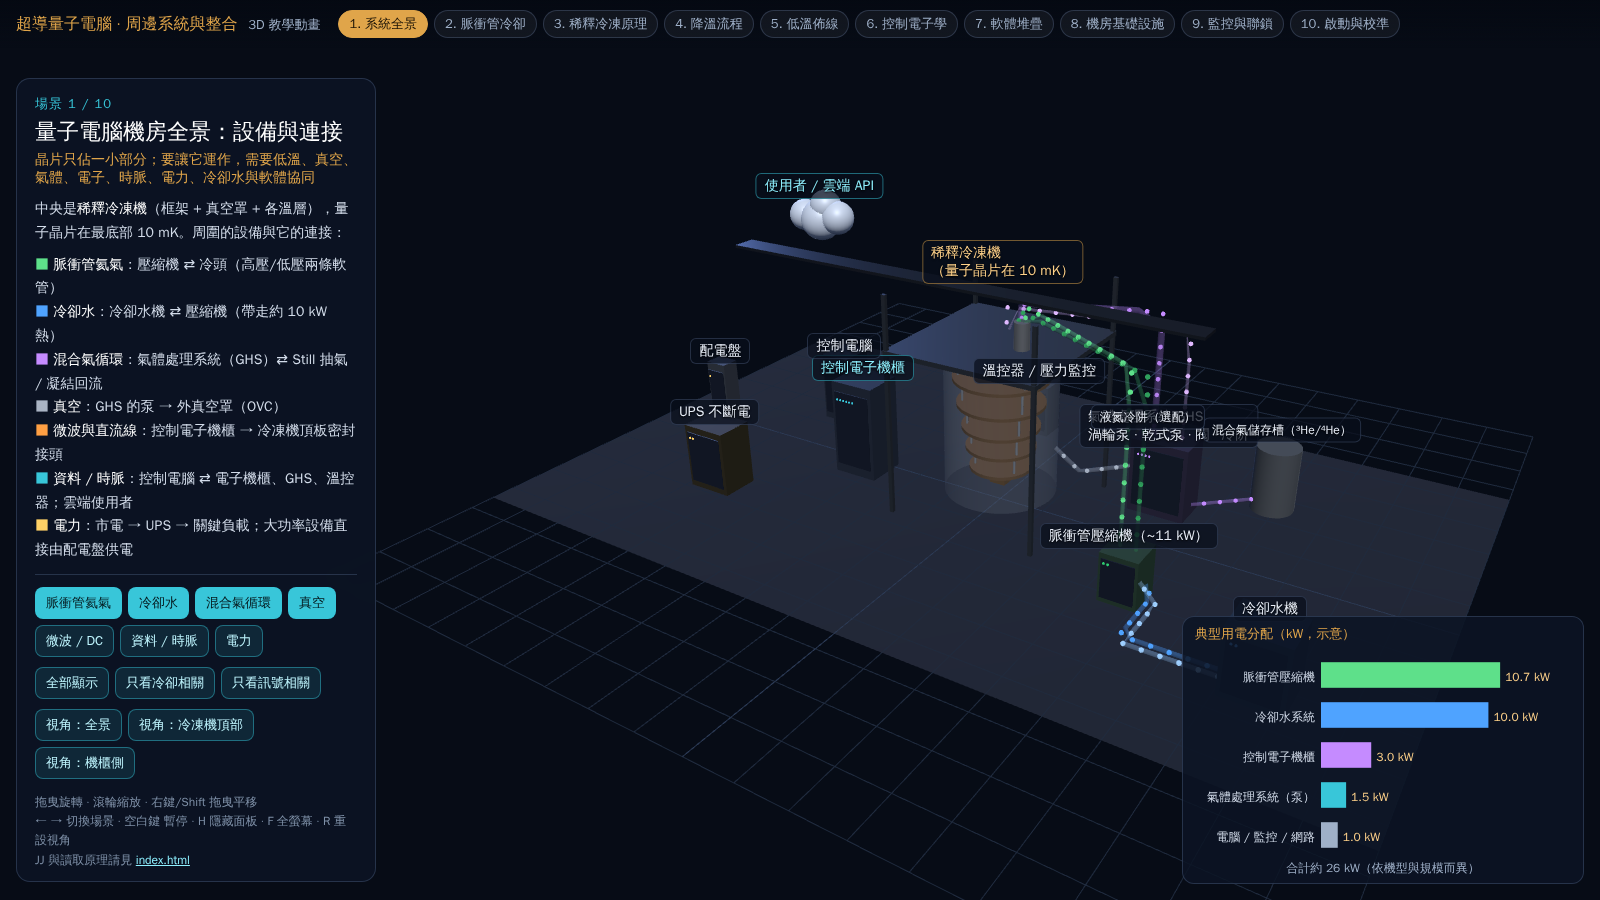 超導量子電腦 · 周邊系統與整合 3D 教學動畫
1. 系統全景
2. 脈衝管冷卻
3. 稀釋冷凍原理
4. 降溫流程
5. 低溫佈線
6. 控制電子學
7. 軟體堆疊
8. 機房基礎設施
9. 監控與聯鎖
10. 啟動與校準
場景 1 / 10
量子電腦機房全景：設備與連接
晶片只佔一小部分；要讓它運作，需要低溫、真空、
氣體、電子、時脈、電力、冷卻水與軟體協同
中央是稀釋冷凍機（框架 + 真空罩 + 各溫層），量
子晶片在最底部 10 mK。周圍的設備與它的連接：
脈衝管氦氣：壓縮機 ⇄ 冷頭（高壓/低壓兩條軟
管）
冷卻水：冷卻水機 ⇄ 壓縮機（帶走約 10 kW
熱）
混合氣循環：氣體處理系統（GHS）⇄ Still 抽氣
/ 凝結回流
真空：GHS 的泵 → 外真空罩（OVC）
微波與直流線：控制電子機櫃 → 冷凍機頂板密封
接頭
資料 / 時脈：控制電腦 ⇄ 電子機櫃、GHS、溫控
器；雲端使用者
電力：市電 → UPS → 關鍵負載；大功率設備直
接由配電盤供電
脈衝管氦氣
冷卻水
混合氣循環
真空
微波 / DC
資料 / 時脈
電力
全部顯示
只看冷卻相關
只看訊號相關
視角：全景
視角：冷凍機頂部
視角：機櫃側
拖曳旋轉 · 滾輪縮放 · 右鍵/Shift 拖曳平移
← → 切換場景 · 空白鍵 暫停 · H 隱藏面板 · F 全螢幕 · R 重
設視角
JJ 與讀取原理請見 index.html
使用者 / 雲端 API
稀釋冷凍機
（量子晶片在 10 mK）
配電盤
控制電腦
控制電子機櫃
溫控器 / 壓力監控
UPS 不斷電
液氮冷阱（選配）
渦輪泵 · 乾式泵 · 
混合氣儲存槽（³He/⁴He）
脈衝管壓縮機（~11 kW）
冷卻水機
典型用電分配（kW，示意）
脈衝管壓縮機 10.7 kW
冷卻水系統 10.0 kW
控制電子機櫃 3.0 kW
氣體處理系統（泵） 1.5 kW
電腦 / 監控 / 網路 1.0 kW
合計約 26 kW（依機型與規模而異）